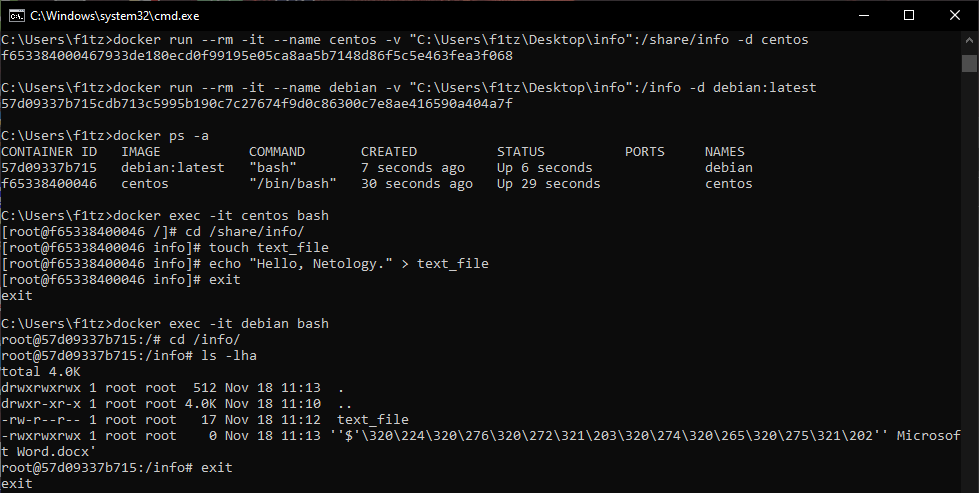 C:\Windows\system32\cmd.exe
C:\Users\f1tz>docker run --rm -it --name centos -v "C:\Users\f1tz\Desktop\info":/share/info -d centos
f653384000467933de180ecd0f99195e05ca8aa5b7148d86f5c5e463fea3f068
C:\Users\f1tz>docker run --rm -it --name debian -v "C:\Users\f1tz\Desktop\info":/info -d debian:latest
57d09337b715cdb713c5995b190c7c27674f9d0c86300c7e8ae416590a404a7f
C:\Users\f1tz>docker ps -a
CONTAINER ID   IMAGE           COMMAND       CREATED          STATUS          PORTS     NAMES
57d09337b715   debian:latest   "bash"        7 seconds ago    Up 6 seconds              debian
f65338400046   centos          "/bin/bash"   30 seconds ago   Up 29 seconds             centos
C:\Users\f1tz>docker exec -it centos bash
[root@f65338400046 /]# cd /share/info/
[root@f65338400046 info]# touch text_file
[root@f65338400046 info]# echo "Hello, Netology." > text_file
[root@f65338400046 info]# exit
exit
C:\Users\f1tz>docker exec -it debian bash
root@57d09337b715:/# cd /info/
root@57d09337b715:/info# ls -lha
total 4.0K
drwxrwxrwx 1 root root  512 Nov 18 11:13  .
drwxr-xr-x 1 root root 4.0K Nov 18 11:10  ..
-rw-r--r-- 1 root root   17 Nov 18 11:12  text_file
-rwxrwxrwx 1 root root    0 Nov 18 11:13 ''$'\320\224\320\276\320\272\321\203\320\274\320\265\320\275\321\202'' Microsof
t Word.docx'
root@57d09337b715:/info# exit
exit